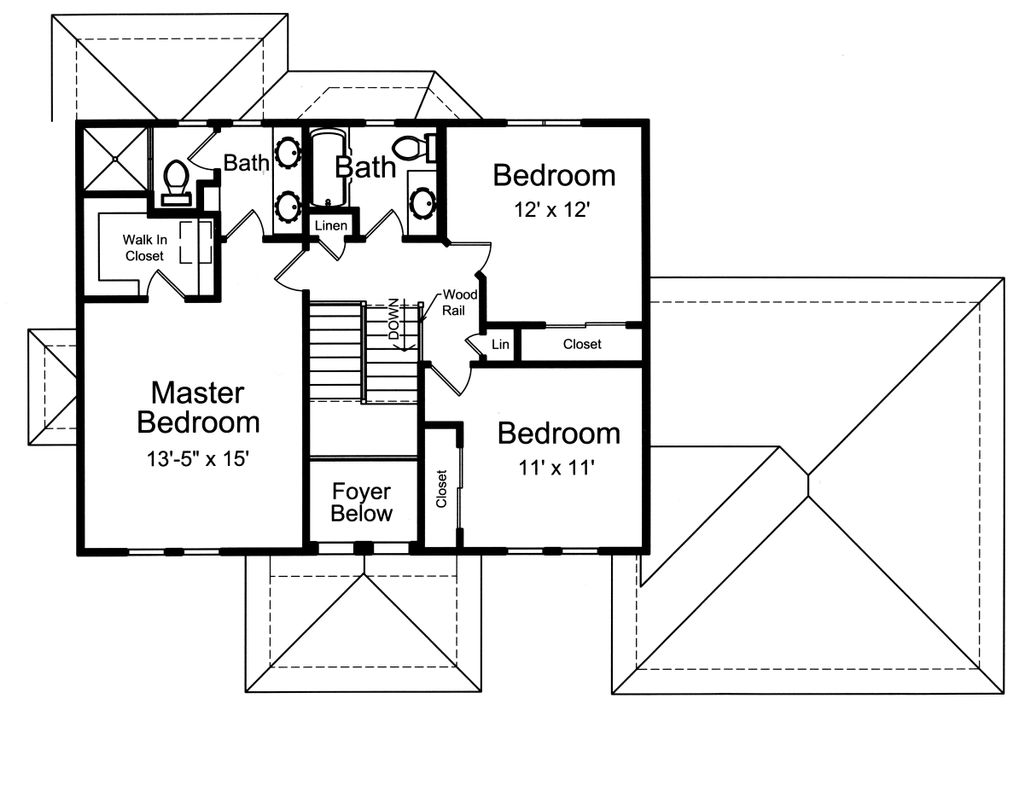 Bath
Bath
Bedroom
12' x 12'
Linen
Walk In
Closet
Wood
Rail
DOWN
Lin
Closet
Master
Bedroom
13'-5" x 15'
Bedroom
11' x 11'
Closet
Foyer
Below